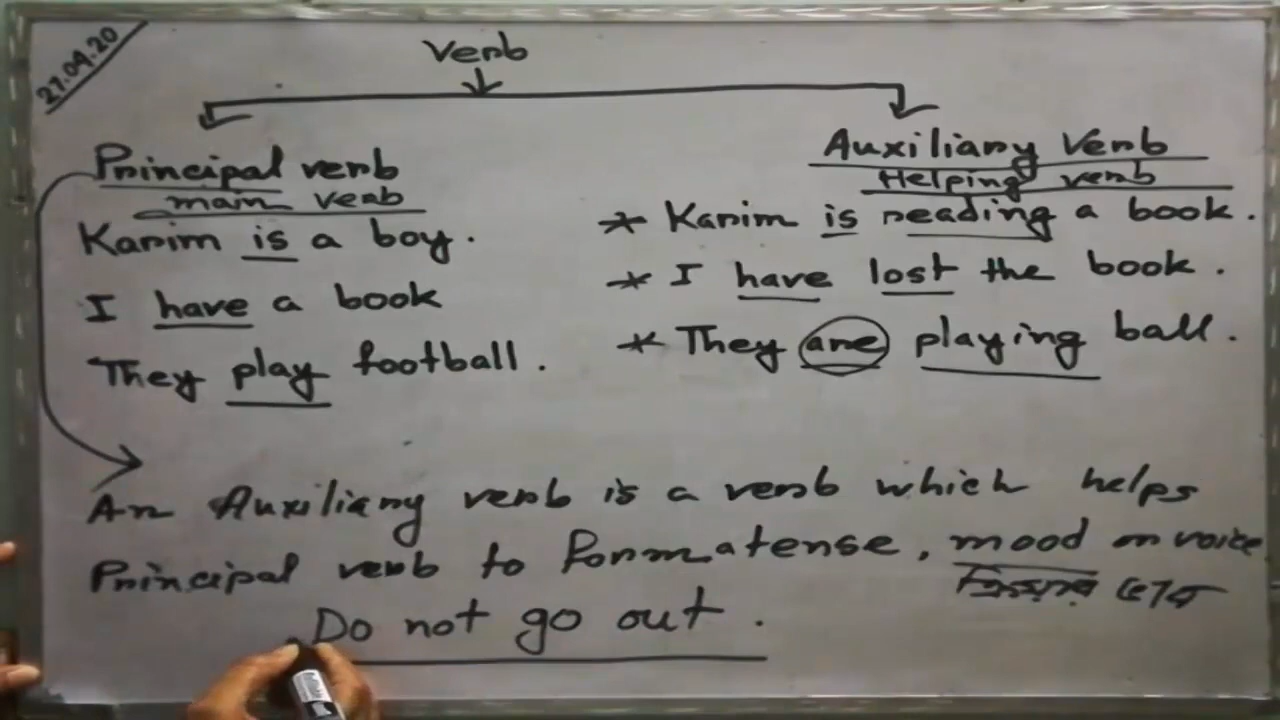 27.09.20
Verb
Principal verb
main verb
Karim is a boy.
I have a book
They play football.
Auxiliary Verb
Helping verb
* Karim is reading a book.
* I have lost the book.
* They are playing ball.
An Auxiliary verb is a verb which helps
Principal verb to form a tense, mood or voice
ক্রিয়ার
Do not go out.